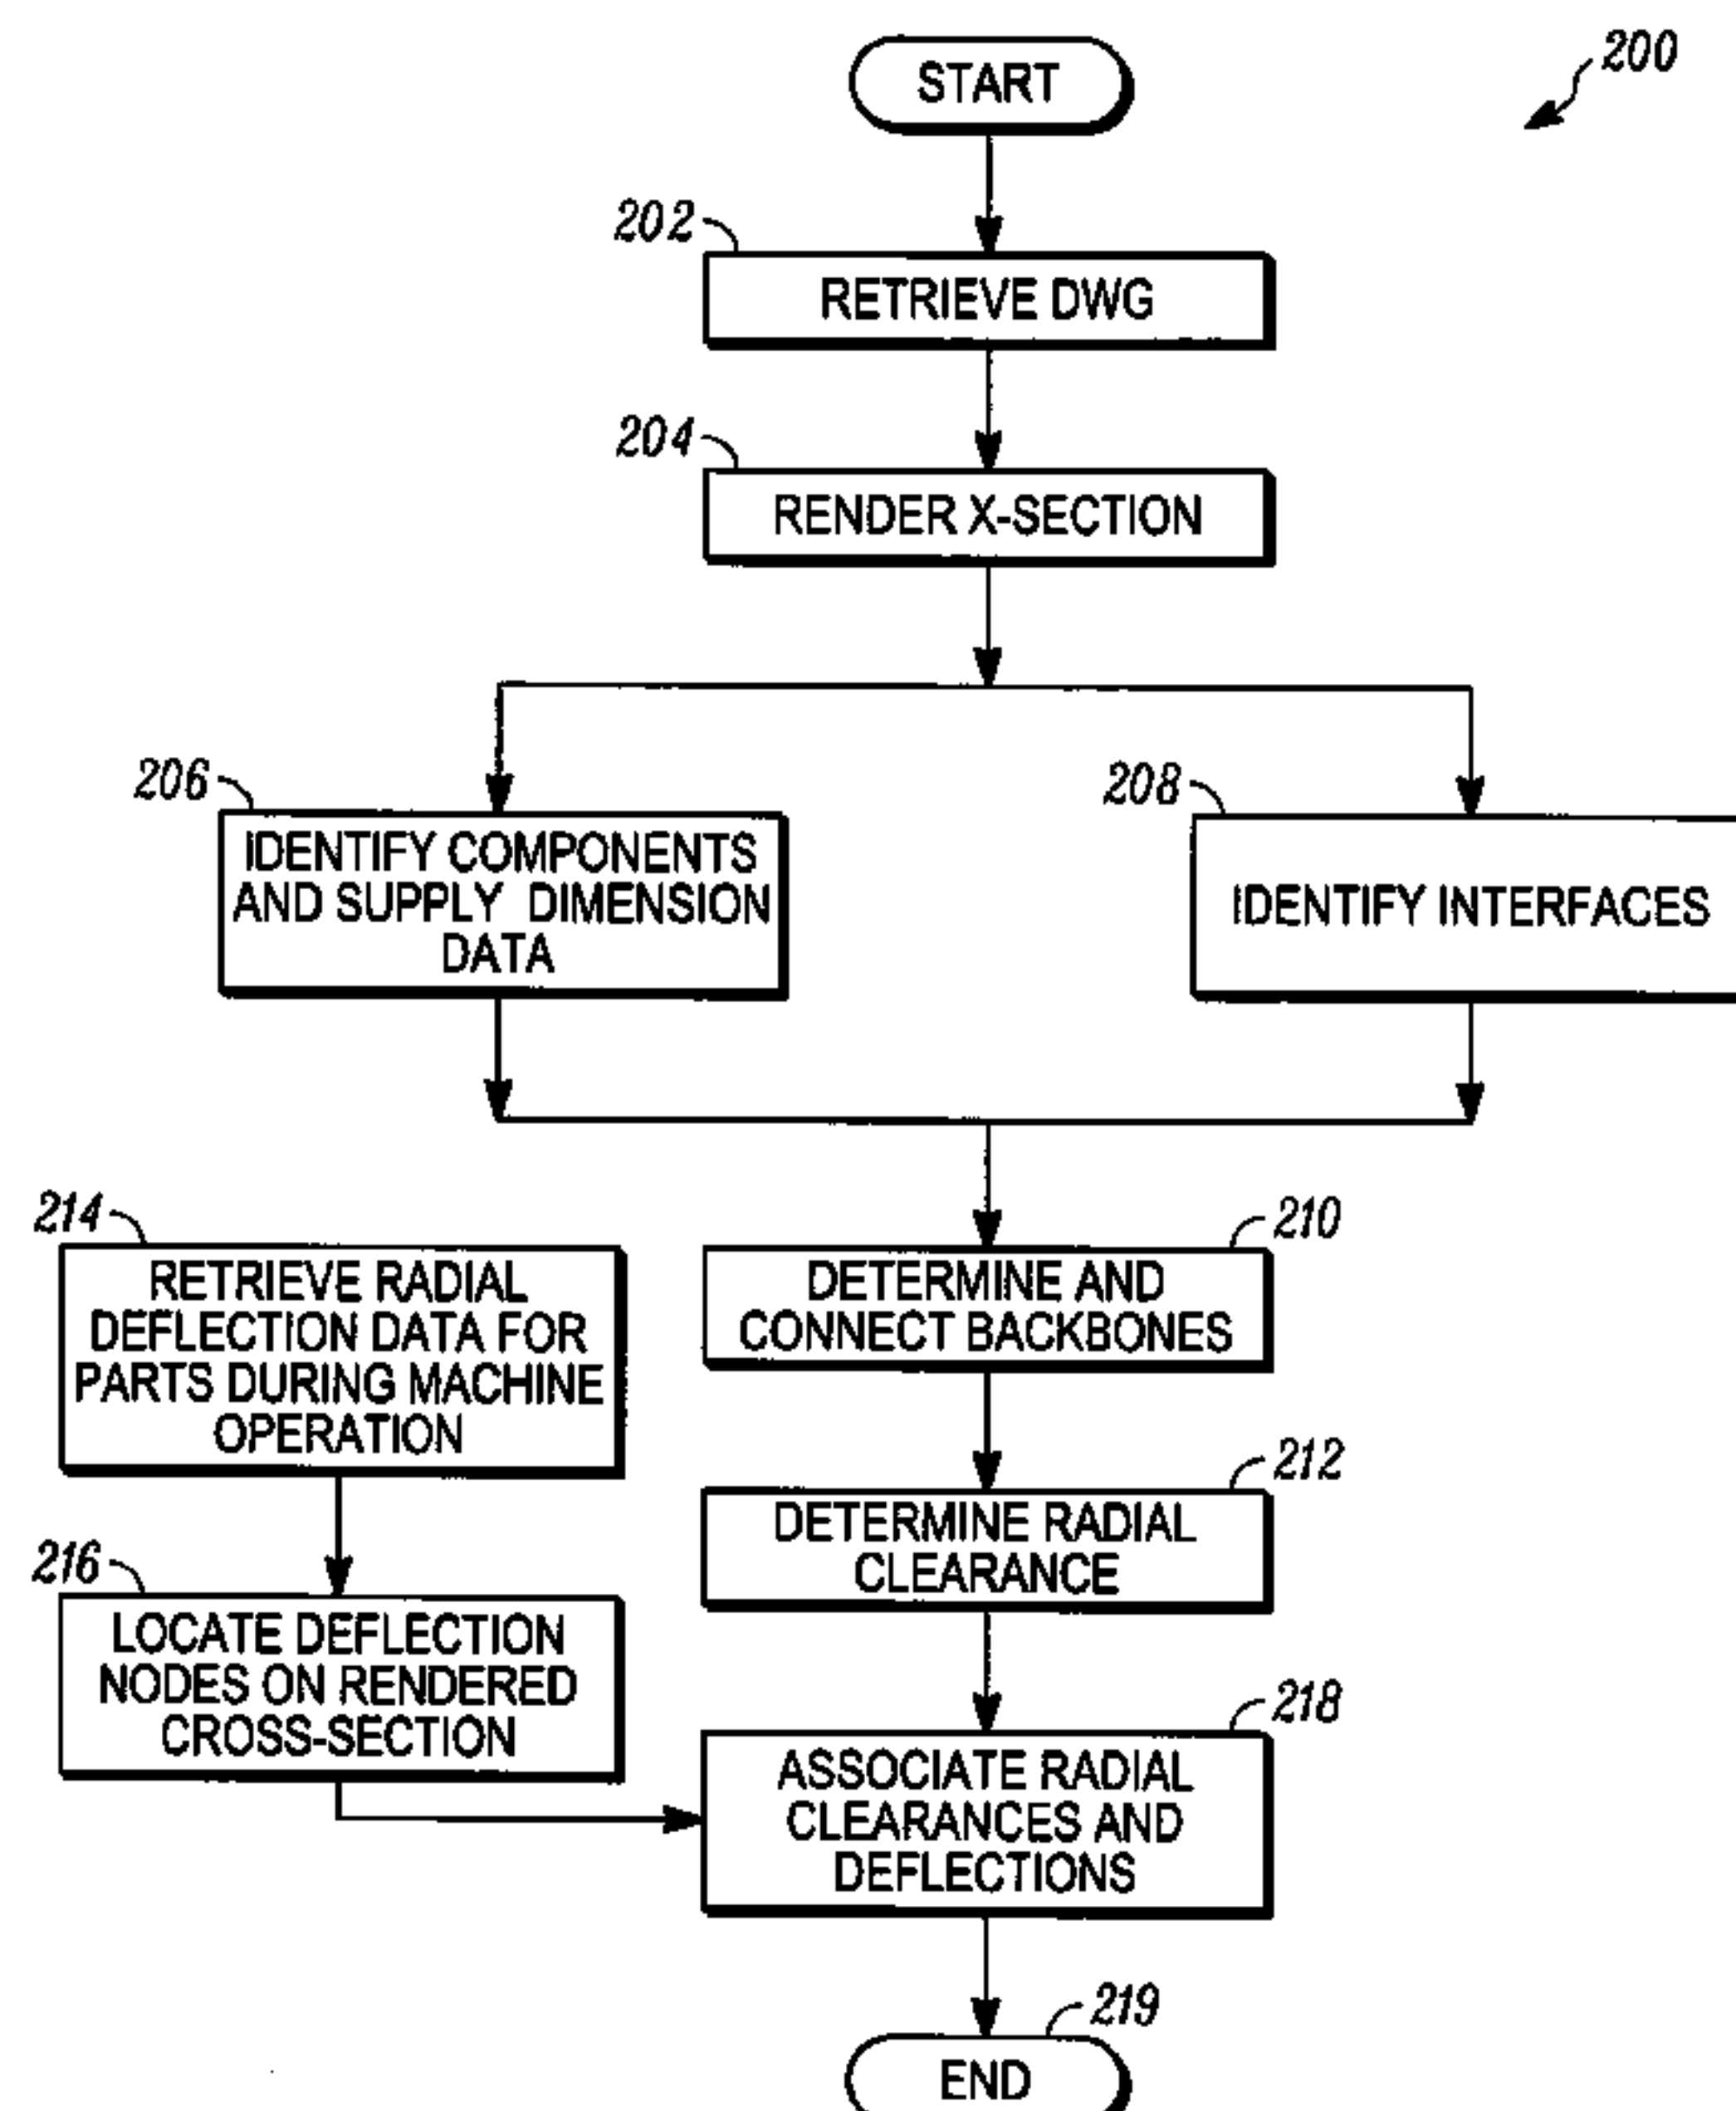 START
200
202
RETRIEVE DWG
204
RENDER X-SECTION
206
IDENTIFY COMPONENTS
AND SUPPLY DIMENSION
DATA
208
IDENTIFY INTERFACES
214
RETRIEVE RADIAL
DEFLECTION DATA FOR
PARTS DURING MACHINE
OPERATION
210
DETERMINE AND
CONNECT BACKBONES
212
DETERMINE RADIAL
CLEARANCE
216
LOCATE DEFLECTION
NODES ON RENDERED
CROSS-SECTION
218
ASSOCIATE RADIAL
CLEARANCES AND
DEFLECTIONS
219
END